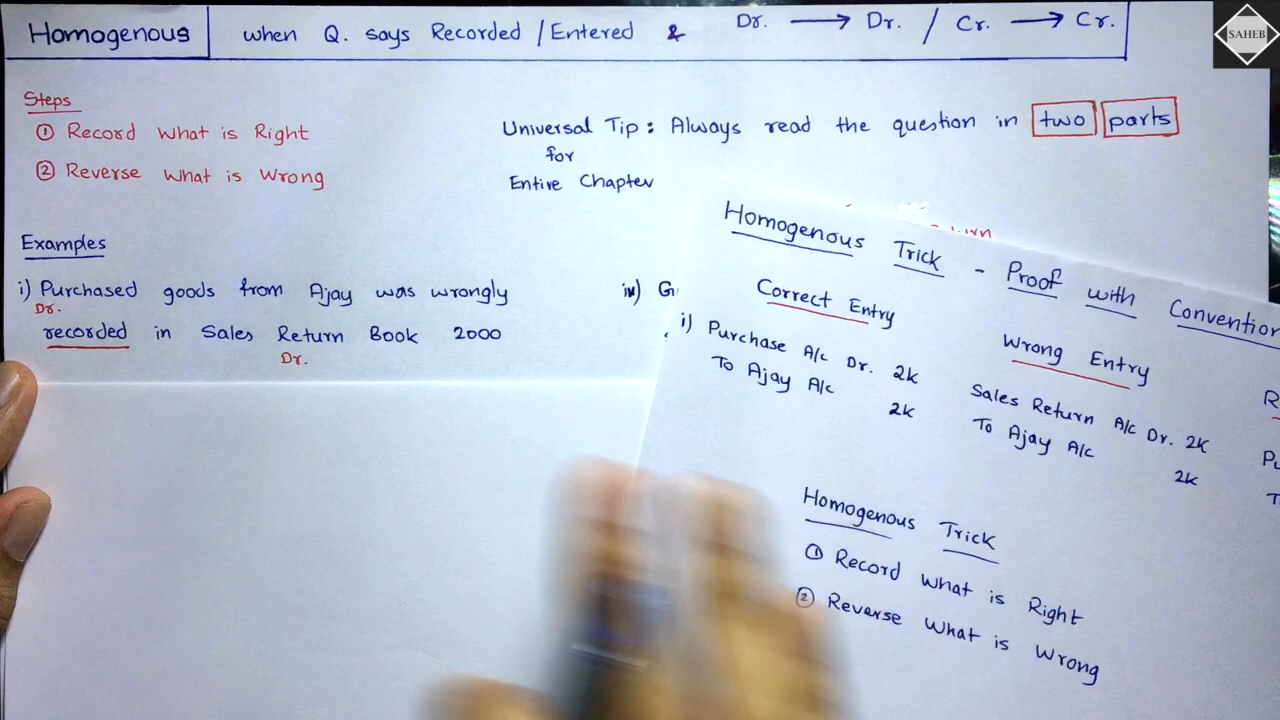 Homogenous when Q. says Recorded / Entered & Dr. → Dr. / Cr. → Cr.
SAHEB
Steps
① Record what is Right
② Reverse what is Wrong
Universal Tip : Always read the question in two parts
for
Entire Chapter
Examples
i) Purchased goods from Ajay was wrongly
Dr.
recorded in Sales Return Book 2000
Dr.
iv)
Homogenous Trick - Proof with Convention
Correct Entry
i) Purchase A/c Dr. 2K
To Ajay A/c
2K
Wrong Entry
Sales Return A/c Dr. 2K
To Ajay A/c
2K
Homogenous Trick
① Record what is Right
② Reverse what is Wrong